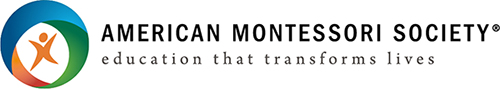 AMERICAN MONTESSORI SOCIETY®
education that transforms lives